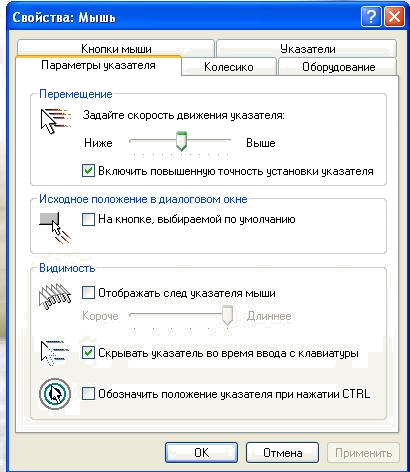 Свойства: Мышь
Кнопки мыши Указатели
Параметры указателя Колесико Оборудование
Перемещение
Задайте скорость движения указателя:
Ниже Выше
Включить повышенную точность установки указателя
Исходное положение в диалоговом окне
На кнопке, выбираемой по умолчанию
Видимость
Отображать след указателя мыши
Короче Длиннее
Скрывать указатель во время ввода с клавиатуры
Обозначить положение указателя при нажатии CTRL
OK Отмена Применить